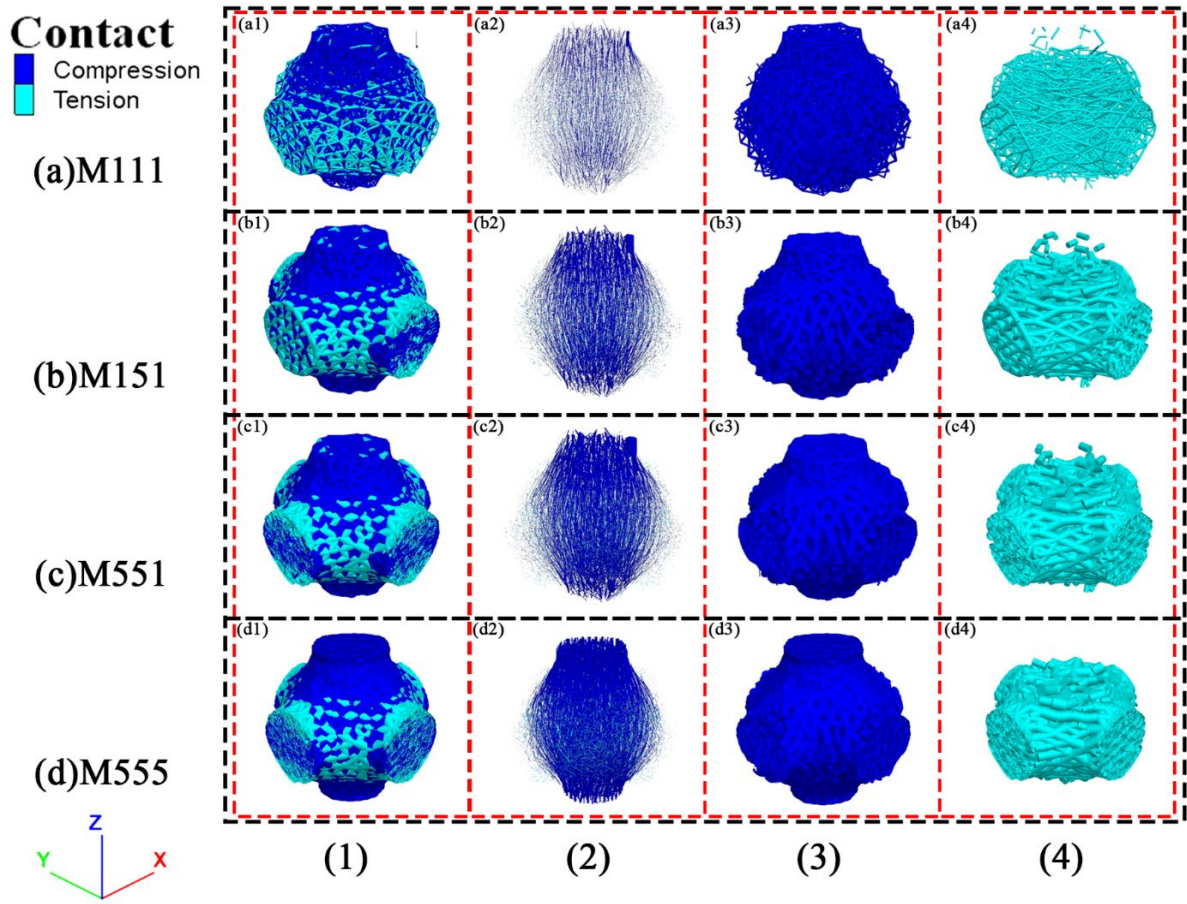 Contact
Compression
Tension
(a1)
(a2)
(a3)
(a4)
(a)M111
(b1)
(b2)
(b3)
(b4)
(b)M151
(c1)
(c2)
(c3)
(c4)
(c)M551
(d1)
(d2)
(d3)
(d4)
(d)M555
Z
Y
X
(1)
(2)
(3)
(4)